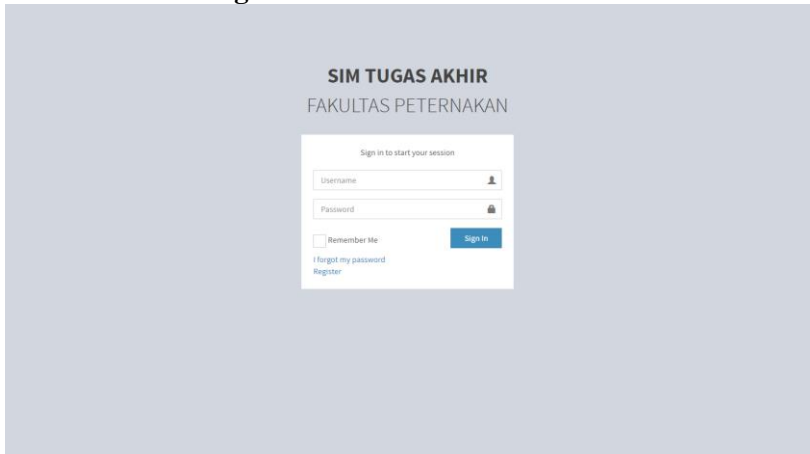 SIM TUGAS AKHIR
FAKULTAS PETERNAKAN
Sign in to start your session
Username
Password
Remember Me
Sign In
I forgot my password
Register